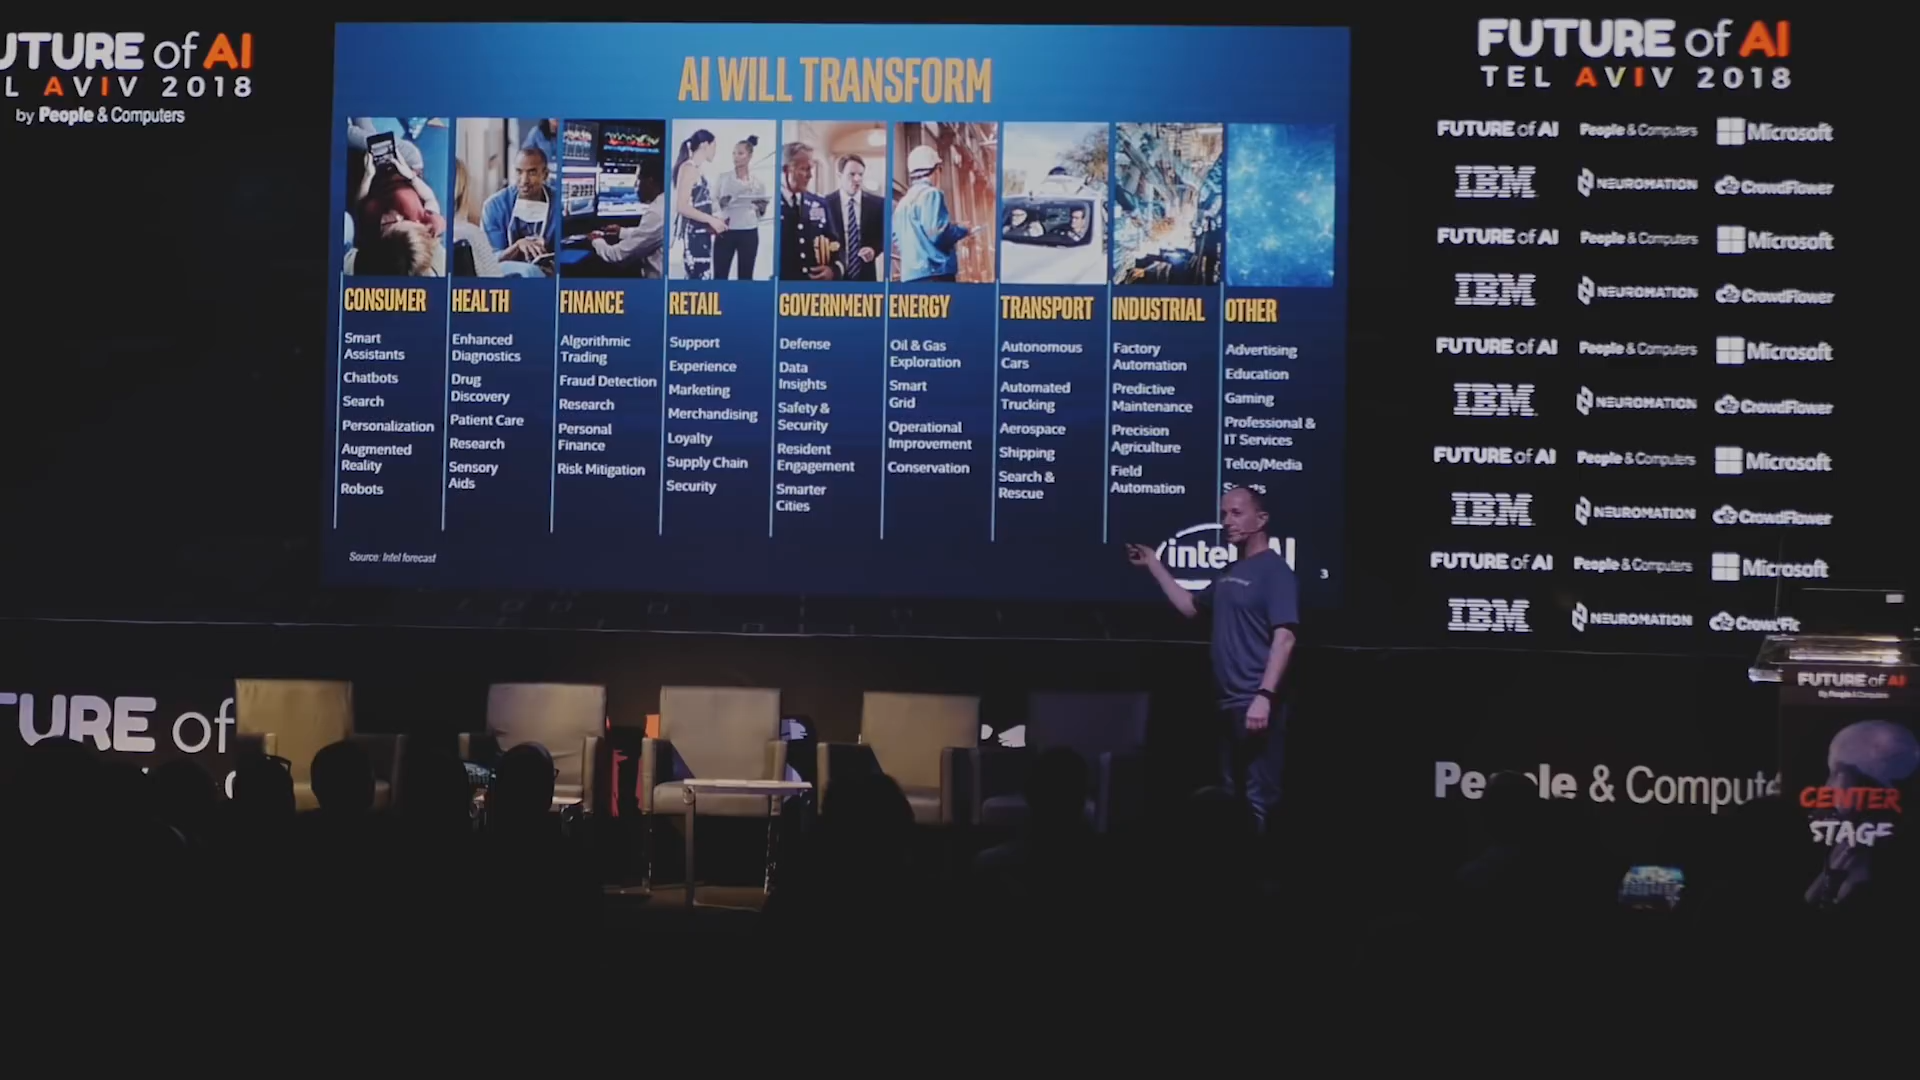 UTURE of AI
L AVIV 2018
by People & Computers
AI WILL TRANSFORM
CONSUMER
Smart
Assistants
Chatbots
Search
Personalization
Augmented
Reality
Robots
HEALTH
Enhanced
Diagnostics
Drug
Discovery
Patient Care
Research
Sensory
Aids
FINANCE
Algorithmic
Trading
Fraud Detection
Research
Personal
Finance
Risk Mitigation
RETAIL
Support
Experience
Marketing
Merchandising
Loyalty
Supply Chain
Security
GOVERNMENT
Defense
Data
Insights
Safety &
Security
Resident
Engagement
Smarter
Cities
ENERGY
Oil & Gas
Exploration
Smart
Grid
Operational
Improvement
Conservation
TRANSPORT
Autonomous
Cars
Automated
Trucking
Aerospace
Shipping
Search &
Rescue
INDUSTRIAL
Factory
Automation
Predictive
Maintenance
Precision
Agriculture
Field
Automation
OTHER
Advertising
Education
Gaming
Professional &
IT Services
Telco/Media
Source: Intel forecast
intel AI
3
FUTURE of AI
TEL AVIV 2018
FUTURE of AI People & Computers Microsoft
IBM NEUROMATION CrowdFlower
FUTURE of AI People & Computers Microsoft
IBM NEUROMATION CrowdFlower
FUTURE of AI People & Computers Microsoft
IBM NEUROMATION CrowdFlower
FUTURE of AI People & Computers Microsoft
IBM NEUROMATION CrowdFlower
FUTURE of AI People & Computers Microsoft
IBM NEUROMATION
TURE of
People & Compute
FUTURE of AI
By People & Computers
CENTER
STAGE